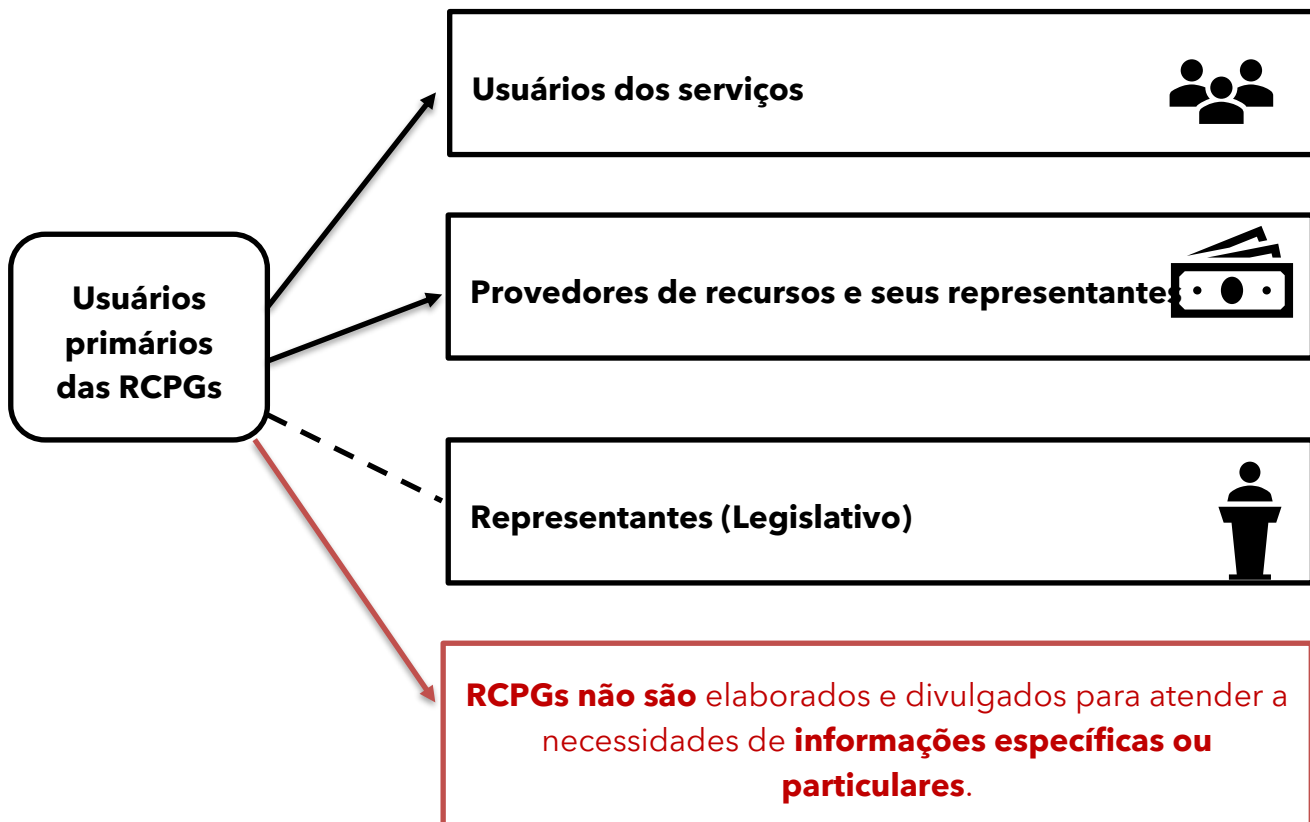 Usuários dos serviços
Usuários
primários
das RCPGs
Provedores de recursos e seus representantes
Representantes (Legislativo)
RCPGs não são elaborados e divulgados para atender a
necessidades de informações específicas ou
particulares.